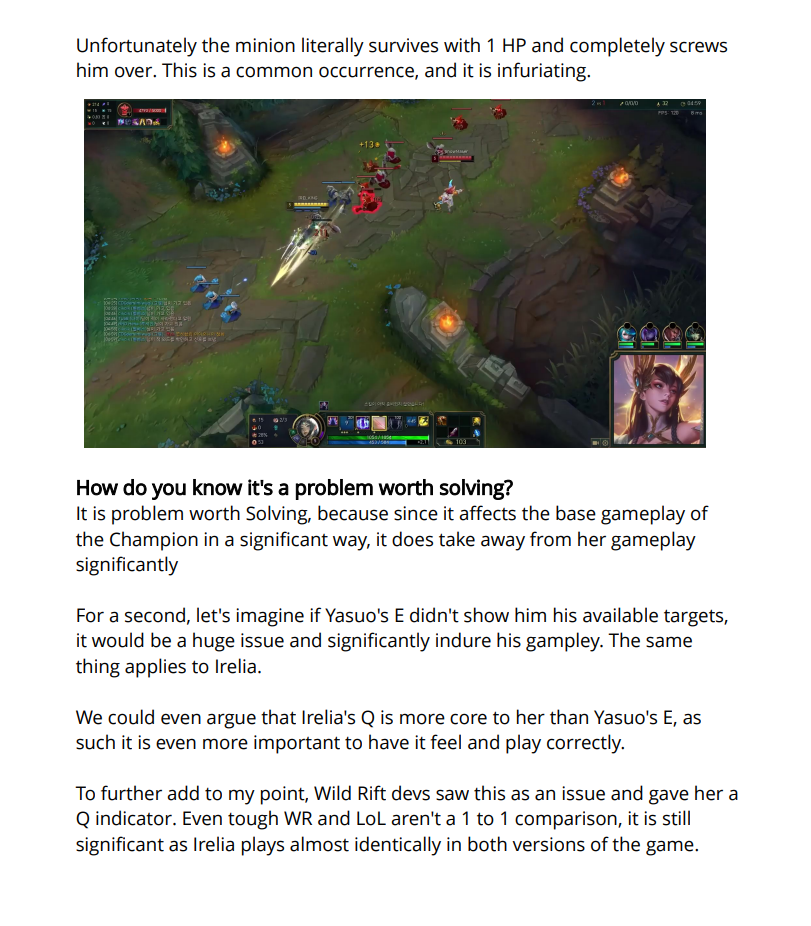 Unfortunately the minion literally survives with 1 HP and completely screws
him over. This is a common occurrence, and it is infuriating.
+13
04:59
103
How do you know it's a problem worth solving?
It is problem worth Solving, because since it affects the base gameplay of
the Champion in a significant way, it does take away from her gameplay
significantly
For a second, let's imagine if Yasuo's E didn't show him his available targets,
it would be a huge issue and significantly indure his gampley. The same
thing applies to Irelia.
We could even argue that Irelia's Q is more core to her than Yasuo's E, as
such it is even more important to have it feel and play correctly.
To further add to my point, Wild Rift devs saw this as an issue and gave her a
Q indicator. Even tough WR and LoL aren't a 1 to 1 comparison, it is still
significant as Irelia plays almost identically in both versions of the game.